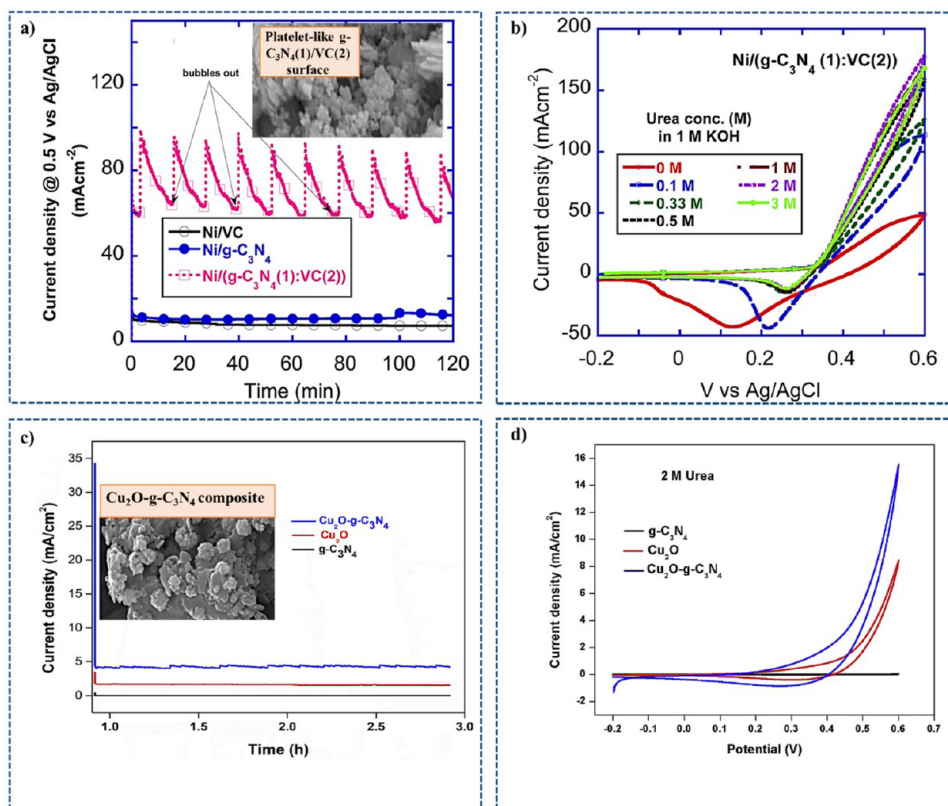 a)
Current density @ 0.5 V vs Ag/AgCl
mAcm⁻²
160
120
80
40
0
bubbles out
Platelet-like g-
C₃N₄(1)/VC(2)
surface
Ni/VC
Ni/g-C₃N₄
Ni/(g-C₃N₄(1):VC(2))
0 20 40 60 80 100 120
Time (min)
b)
Current density (mAcm⁻²)
200
150
100
50
0
-50
Ni/(g-C₃N₄ (1):VC(2))
Urea conc. (M)
in 1 M KOH
0 M
0.1 M
0.33 M
0.5 M
1 M
2 M
3 M
-0.2 0 0.2 0.4 0.6
V vs Ag/AgCl
c)
Current density (mA/cm²)
35
30
25
20
15
10
5
0
Cu₂O-g-C₃N₄ composite
Cu₂O-g-C₃N₄
Cu₂O
g-C₃N₄
1.0 1.5 2.0 2.5 3.0
Time (h)
d)
Current density (mA/cm²)
16
14
12
10
8
6
4
2
0
-2
2 M Urea
g-C₃N₄
Cu₂O
Cu₂O-g-C₃N₄
-0.2 -0.1 0.0 0.1 0.2 0.3 0.4 0.5 0.6 0.7
Potential (V)